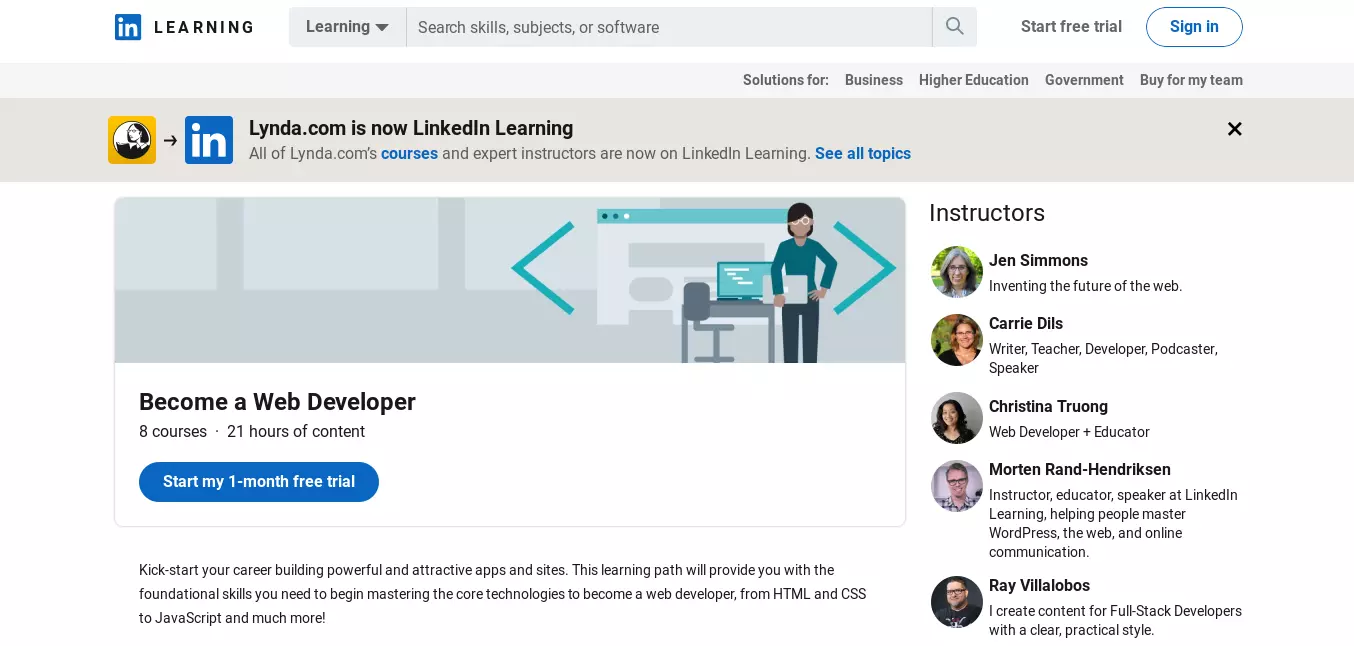 in LEARNING
Learning
Search skills, subjects, or software
Start free trial
Sign in
Solutions for:
Business
Higher Education
Government
Buy for my team
in
Lynda.com is now LinkedIn Learning
All of Lynda.com’s courses and expert instructors are now on LinkedIn Learning. See all topics
Become a Web Developer
8 courses · 21 hours of content
Start my 1-month free trial
Kick-start your career building powerful and attractive apps and sites. This learning path will provide you with the
foundational skills you need to begin mastering the core technologies to become a web developer, from HTML and CSS
to JavaScript and much more!
Instructors
Jen Simmons
Inventing the future of the web.
Carrie Dils
Writer, Teacher, Developer, Podcaster,
Speaker
Christina Truong
Web Developer + Educator
Morten Rand-Hendriksen
Instructor, educator, speaker at LinkedIn
Learning, helping people master
WordPress, the web, and online
communication.
Ray Villalobos
I create content for Full-Stack Developers
with a clear, practical style.